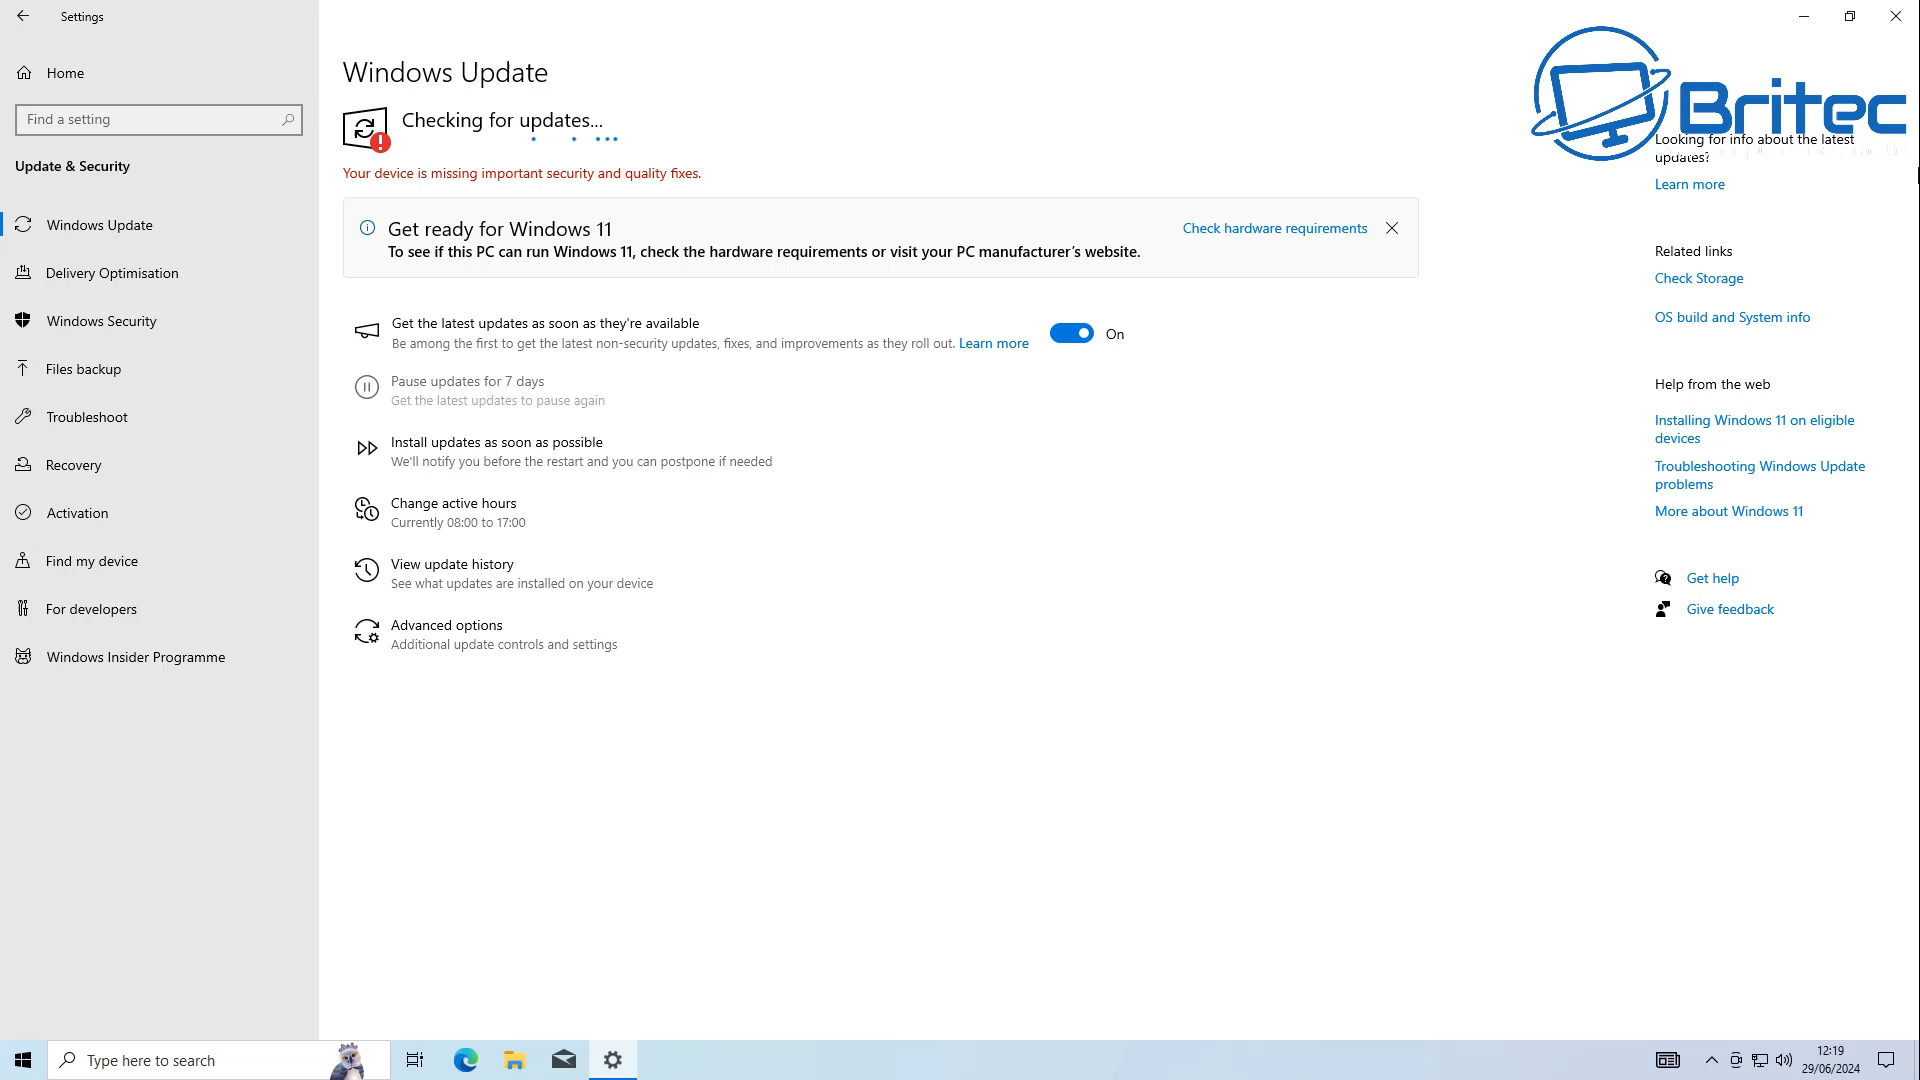 Settings
Home
Find a setting
Update & Security
Windows Update
Delivery Optimisation
Windows Security
Files backup
Troubleshoot
Recovery
Activation
Find my device
For developers
Windows Insider Programme
Windows Update
Checking for updates...
Your device is missing important security and quality fixes.
Get ready for Windows 11
Check hardware requirements
To see if this PC can run Windows 11, check the hardware requirements or visit your PC manufacturer's website.
Get the latest updates as soon as they're available
Be among the first to get the latest non-security updates, fixes, and improvements as they roll out. Learn more
On
Pause updates for 7 days
Get the latest updates to pause again
Install updates as soon as possible
We'll notify you before the restart and you can postpone if needed
Change active hours
Currently 08:00 to 17:00
View update history
See what updates are installed on your device
Advanced options
Additional update controls and settings
Britec
Looking for info about the latest
updates?
Learn more
Related links
Check Storage
OS build and System info
Help from the web
Installing Windows 11 on eligible
devices
Troubleshooting Windows Update
problems
More about Windows 11
Get help
Give feedback
Type here to search
12:19
29/06/2024